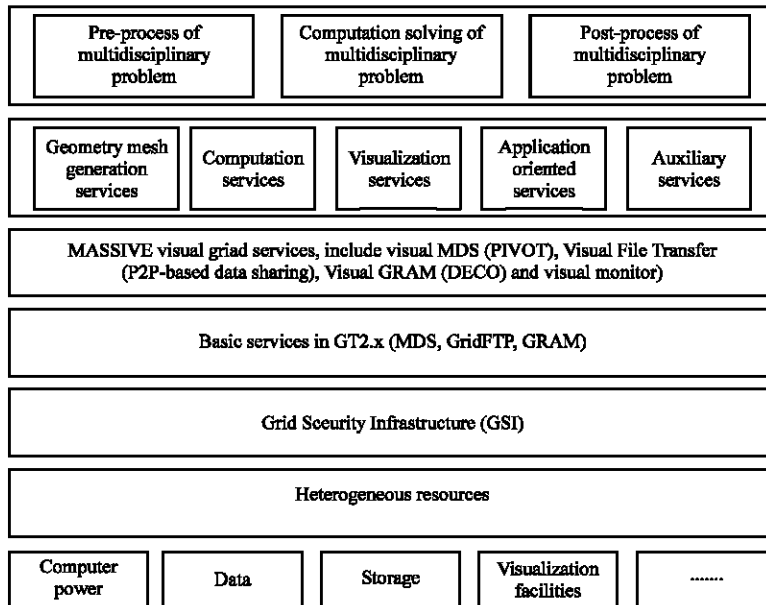 Pre-process of
multidisciplinary
problem
Computation solving of
multidisciplinary
problem
Post-process of
multidisciplinary
problem
Geometry mesh
generation
services
Computation
services
Visualization
services
Application
oriented
services
Auxiliary
services
MASSIVE visual griad services, include visual MDS (PIVOT), Visual File Transfer
(P2P-based data sharing), Visual GRAM (DECO) and visual monitor)
Basic services in GT2.x (MDS, GridFTP, GRAM)
Grid Sceurity Infrastructure (GSI)
Heterogeneous resources
Computer
power
Data
Storage
Visualization
facilities
.......